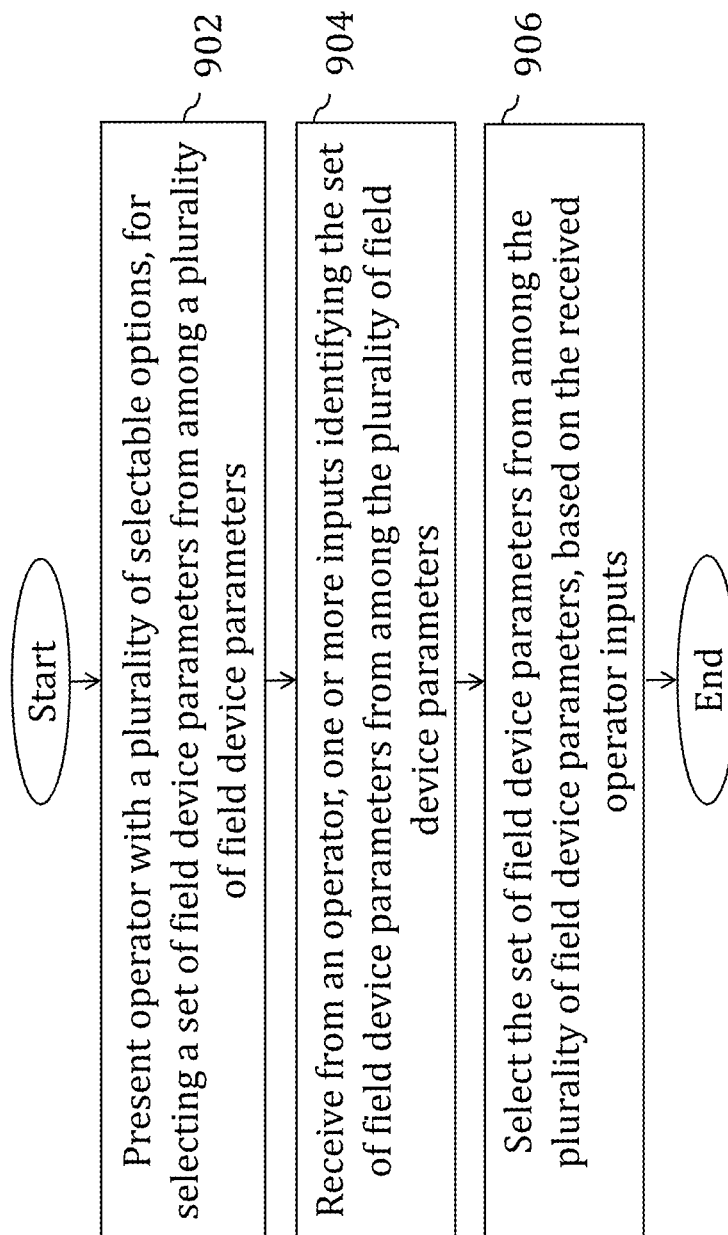 Start
Present operator with a plurality of selectable options, for
selecting a set of field device parameters from among a plurality
of field device parameters
902
Receive from an operator, one or more inputs identifying the set
of field device parameters from among the plurality of field
device parameters
904
Select the set of field device parameters from among the
plurality of field device parameters, based on the received
operator inputs
906
End